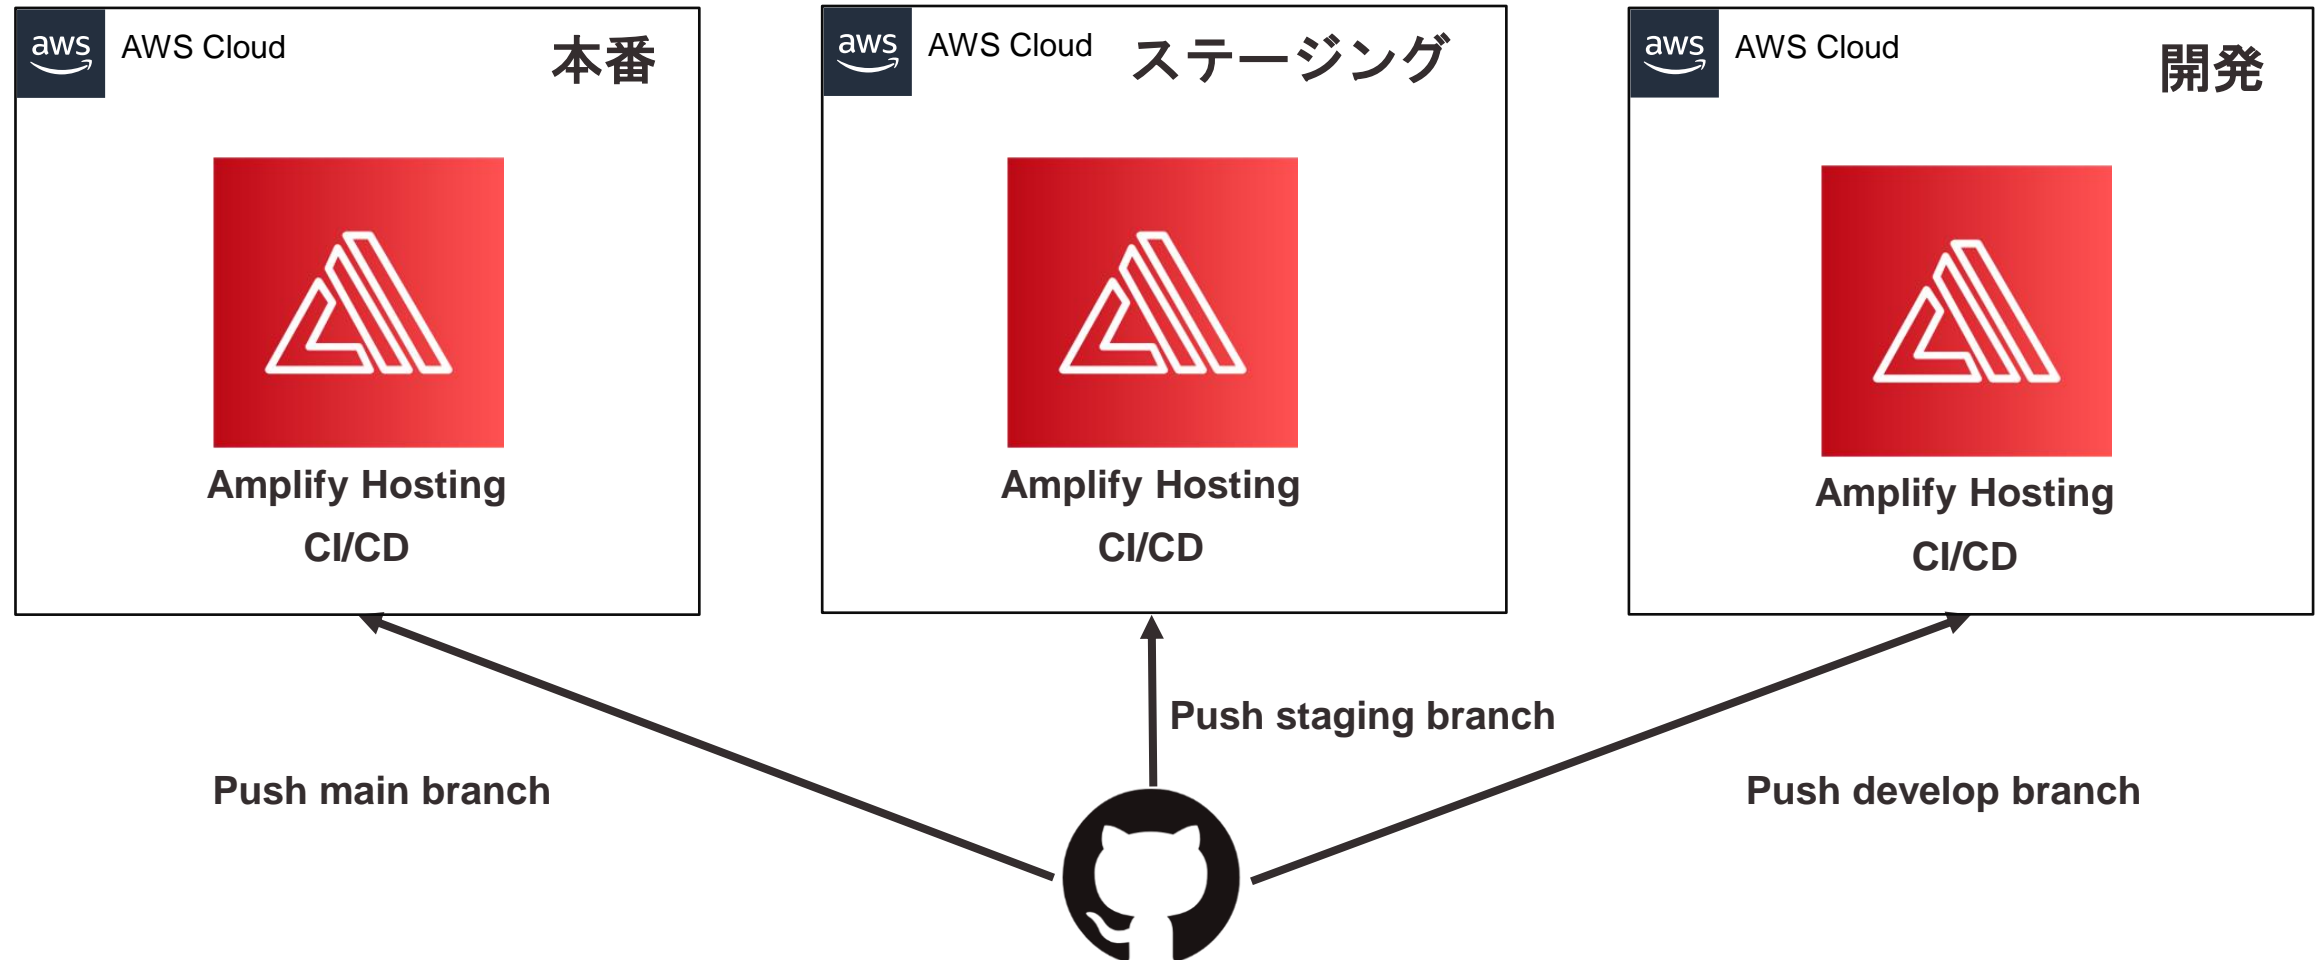 aws
AWS Cloud
本番
Amplify Hosting
CI/CD
aws
AWS Cloud
ステージング
Amplify Hosting
CI/CD
aws
AWS Cloud
開発
Amplify Hosting
CI/CD
Push staging branch
Push main branch
Push develop branch